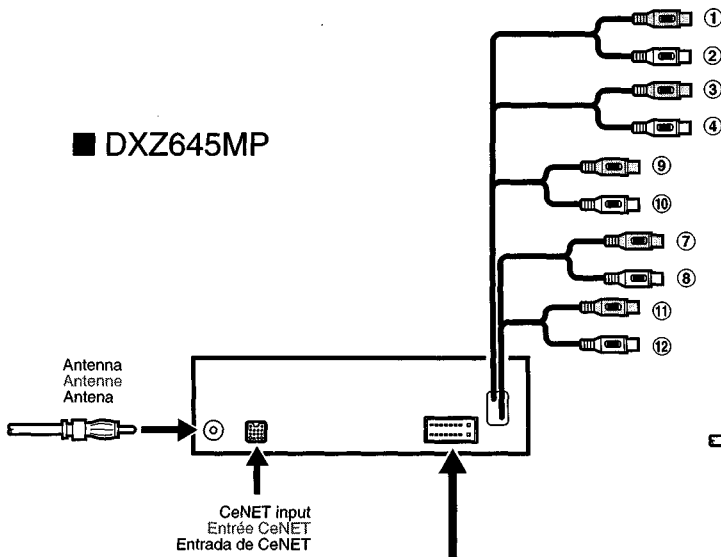 ①
②
③
④
■ DXZ645MP
⑨
⑩
⑦
⑧
⑪
⑫
Antenna
Antenne
Antena
CeNET input
Entrée CeNET
Entrada de CeNET